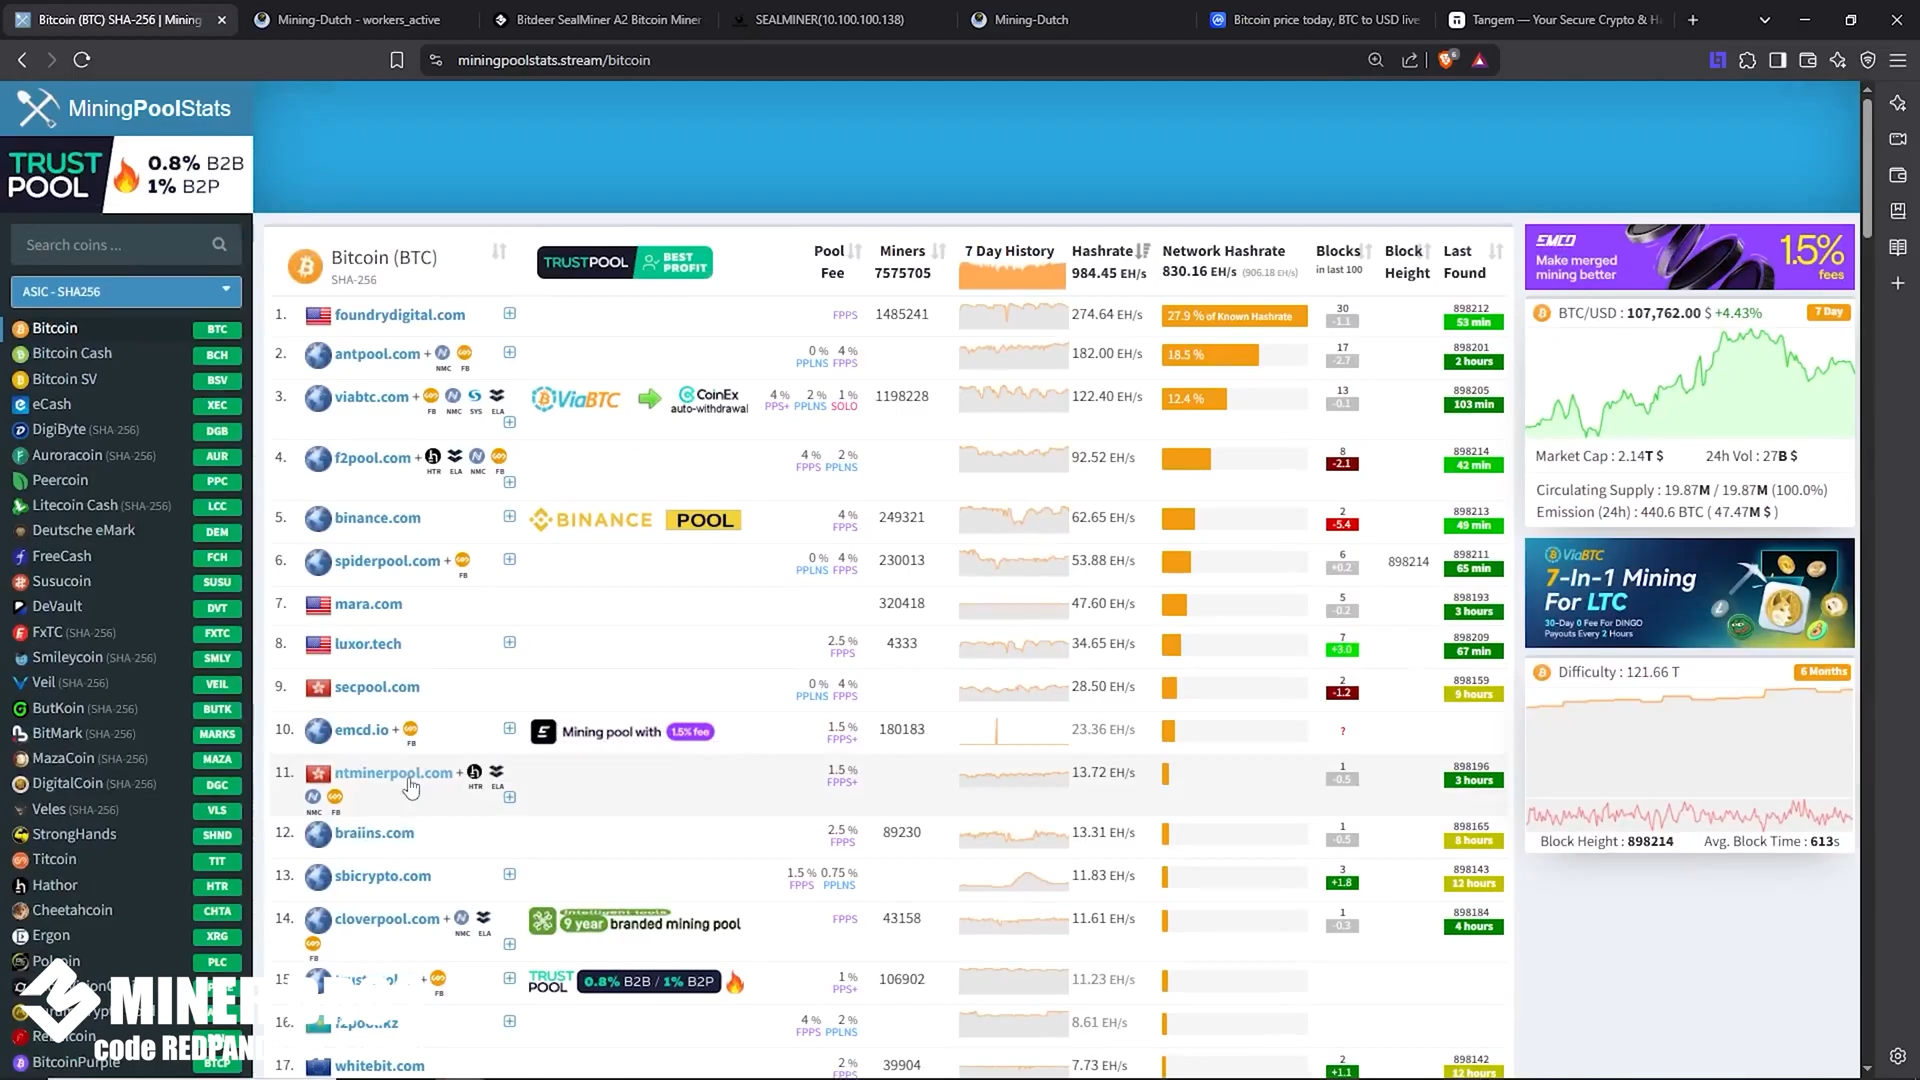 Bitcoin (BTC) SHA-256 | Mining
Mining-Dutch - workers_active
Bitdeer SealMiner A2 Bitcoin Miner
SEALMINER(10.100.100.138)
Mining-Dutch
Bitcoin price today, BTC to USD live
Tangem — Your Secure Crypto &
miningpoolstats.stream/bitcoin
6
MiningPoolStats
TRUST POOL
0.8% B2B
1% B2P
Search coins ...
ASIC - SHA256
Bitcoin BTC
Bitcoin Cash BCH
Bitcoin SV BSV
eCash XEC
DigiByte (SHA-256) DGB
Auroracoin (SHA-256) AUR
Peercoin PPC
Litecoin Cash (SHA-256) LCC
Deutsche eMark DEM
FreeCash FCH
Susucoin SUSU
DeVault DVT
FxTC (SHA-256) FXTC
Smileycoin (SHA-256) SMLY
Veil (SHA-256) VEIL
ButKoin (SHA-256) BUTK
BitMark (SHA-256) MARKS
MazaCoin (SHA-256) MAZA
DigitalCoin (SHA-256) DGC
Veles (SHA-256) VLS
StrongHands SHND
Titcoin TIT
Hathor HTR
Cheetahcoin CHTA
Ergon XRG
PLC
BitcoinPurple BTCP
MINER
code REDPAN
Bitcoin (BTC)
SHA-256
TRUSTPOOL BEST PROFIT
Pool Fee
Miners 7575705
7 Day History
Hashrate 984.45 EH/s
Network Hashrate
830.16 EH/s (906.18 EH/s)
Blocks in last 100
Block Height
Last Found
1. foundrydigital.com FPPS 1485241 274.64 EH/s 27.9 % of Known Hashrate 30 -1.1 898212 53 min
2. antpool.com + NMC FB 0 % PPLNS 4 % FPPS 182.00 EH/s 18.5 % 17 -2.7 898201 2 hours
3. viabtc.com + FB NMC SYS ELA ViaBTC CoinEx auto-withdrawal 4 % PPS+ 2 % PPLNS 1 % SOLO 1198228 122.40 EH/s 12.4 % 13 -0.1 898205 103 min
4. f2pool.com + HTR ELA NMC FB 4 % FPPS 2 % PPLNS 92.52 EH/s 8 -2.1 898214 42 min
5. binance.com BINANCE POOL 4 % FPPS 249321 62.65 EH/s 2 -5.4 898213 49 min
6. spiderpool.com + FB 0 % PPLNS 4 % FPPS 230013 53.88 EH/s 6 +0.2 898214 898211 65 min
7. mara.com 320418 47.60 EH/s 5 -0.2 898193 3 hours
8. luxor.tech 2.5 % FPPS 4333 34.65 EH/s 7 +3.0 898209 67 min
9. secpool.com 0 % PPLNS 4 % FPPS 28.50 EH/s 2 -1.2 898159 9 hours
10. emcd.io + FB Mining pool with 1.5% fee 1.5 % FPPS+ 180183 23.36 EH/s ?
11. ntminerpool.com + HTR ELA NMC FB 1.5 % FPPS+ 13.72 EH/s 1 -0.5 898196 3 hours
12. braiins.com 2.5 % FPPS 89230 13.31 EH/s 1 -0.5 898165 8 hours
13. sbicrypto.com 1.5 % FPPS 0.75 % PPLNS 11.83 EH/s 3 +1.8 898143 12 hours
14. cloverpool.com + NMC ELA FB intelligent tools 9 year branded mining pool FPPS 43158 11.61 EH/s 1 -0.3 898184 4 hours
15 + FB TRUST POOL 0.8% B2B / 1% B2P 1 % PPS+ 106902 11.23 EH/s
16. f2pool.kz 4 % FPPS 2 % PPLNS 8.61 EH/s
17. whitebit.com 2 % FPPS 39904 7.73 EH/s 2 +1.1 898142 12 hours
EMCD
Make merged mining better
1.5% fees
BTC/USD : 107,762.00 $ +4.43% 7 Day
Market Cap : 2.14T $ 24h Vol : 27B $
Circulating Supply : 19.87M / 19.87M (100.0%)
Emission (24h) : 440.6 BTC ( 47.47M $ )
ViaBTC
7-In-1 Mining
For LTC
30-Day 0 Fee For DINGO
Payouts Every 2 Hours
Difficulty : 121.66 T 6 Months
Block Height : 898214 Avg. Block Time : 613s